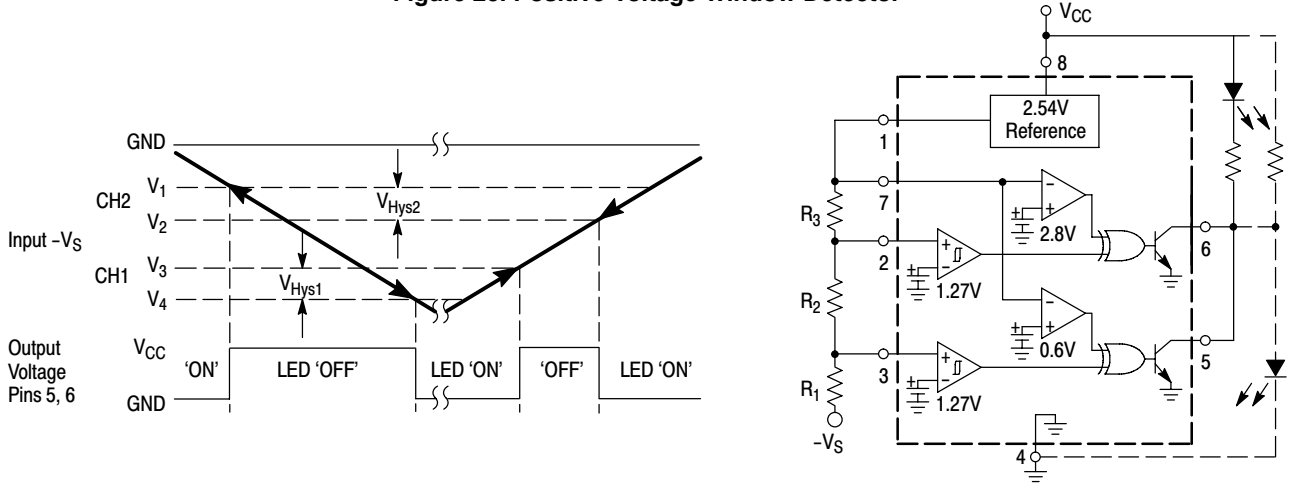 Figure 25. Positive Voltage Window Detector
Input –VS
CH2
CH1
GND
V1
V2
V3
V4
VHys2
VHys1
Output
Voltage
Pins 5, 6
VCC
GND
'ON'
LED 'OFF'
LED 'ON'
'OFF'
LED 'ON'
VCC
8
2.54V
Reference
1
7
R3
–
+
2.8V
6
2
+
–
1.27V
R2
–
+
0.6V
5
3
+
–
1.27V
R1
–VS
4